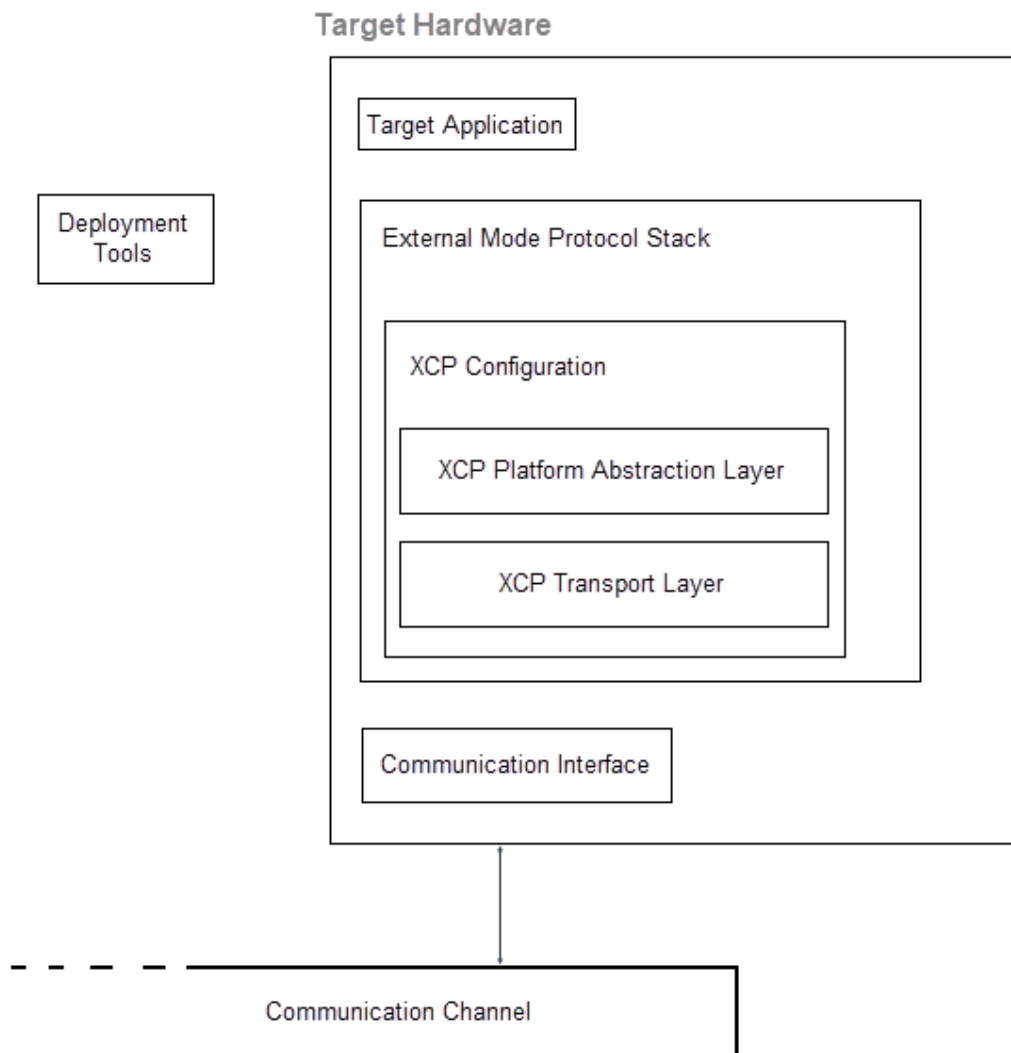 Target Hardware
Target Application
Deployment
Tools
External Mode Protocol Stack
XCP Configuration
XCP Platform Abstraction Layer
XCP Transport Layer
Communication Interface
Communication Channel